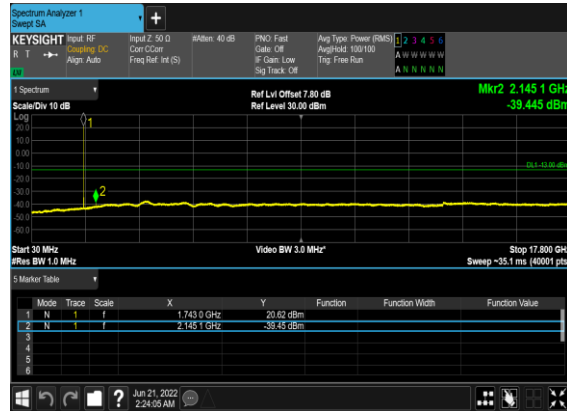 Spectrum Analyzer 1
Swept SA
+
KEYSIGHT
R T
Input: RF
Coupling: DC
Align: Auto
Input Z: 50 Ω
Corr CCorr
Freq Ref: Int (S)
#Atten: 40 dB
PNO: Fast
Gate: Off
IF Gain: Low
Sig Track: Off
Avg Type: Power (RMS)
Avg|Hold: 100/100
Trig: Free Run
1 2 3 4 5 6
A W W W W W
A N N N N N
1 Spectrum
Scale/Div 10 dB
Ref Lvl Offset 7.80 dB
Ref Level 30.00 dBm
Mkr2 2.145 1 GHz
-39.445 dBm
Log
20.0
10.0
0.00
-10.0
-20.0
-30.0
-40.0
-50.0
-60.0
1
2
DL1 -13.00 dBm
Start 30 MHz
#Res BW 1.0 MHz
Video BW 3.0 MHz*
Stop 17.800 GHz
Sweep ~35.1 ms (40001 pts)
5 Marker Table
Mode Trace Scale X Y Function Function Width Function Value
1 N 1 f 1.743 0 GHz 20.62 dBm
2 N 1 f 2.145 1 GHz -39.45 dBm
3
4
5
6
?
Jun 21, 2022
2:24:05 AM